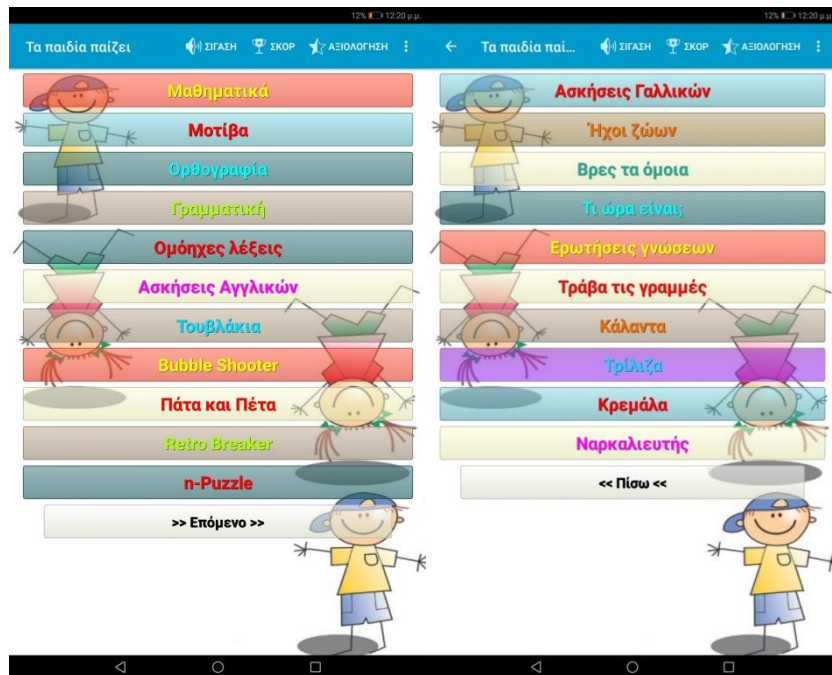 12% 12:20 μ.μ.
Τα παιδία παίζει ΣΙΓΑΣΗ ΣΚΟΡ ΑΞΙΟΛΟΓΗΣΗ
Μαθηματικά
Μοτίβα
Ορθογραφία
Γραμματική
Ομόηχες λέξεις
Ασκήσεις Αγγλικών
Τουβλάκια
Bubble Shooter
Πάτα και Πέτα
Retro Breaker
n-Puzzle
>> Επόμενο >>
12% 12:20 μ.μ.
Τα παιδία παί... ΣΙΓΑΣΗ ΣΚΟΡ ΑΞΙΟΛΟΓΗΣΗ
Ασκήσεις Γαλλικών
Ήχοι ζώων
Βρες τα όμοια
Τι ώρα είναι;
Ερωτήσεις γνώσεων
Τράβα τις γραμμές
Κάλαντα
Τρίλιζα
Κρεμάλα
Ναρκαλιευτής
<< Πίσω <<